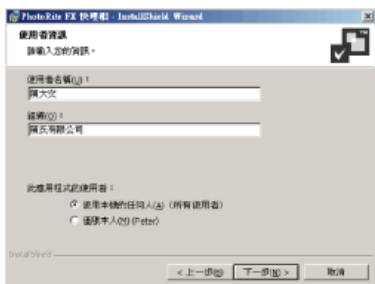 PhotoRite FX 快理相 - InstallShield Wizard
使用者資訊
請輸入您的資訊。
使用者名稱(U)：
陳大文
組織(O)：
陳氏有限公司
此應用程式的使用者：
使用本機的任何人(A) (所有使用者)
僅限本人(M) (Peter)
InstallShield
< 上一步(B)
下一步(N) >
取消